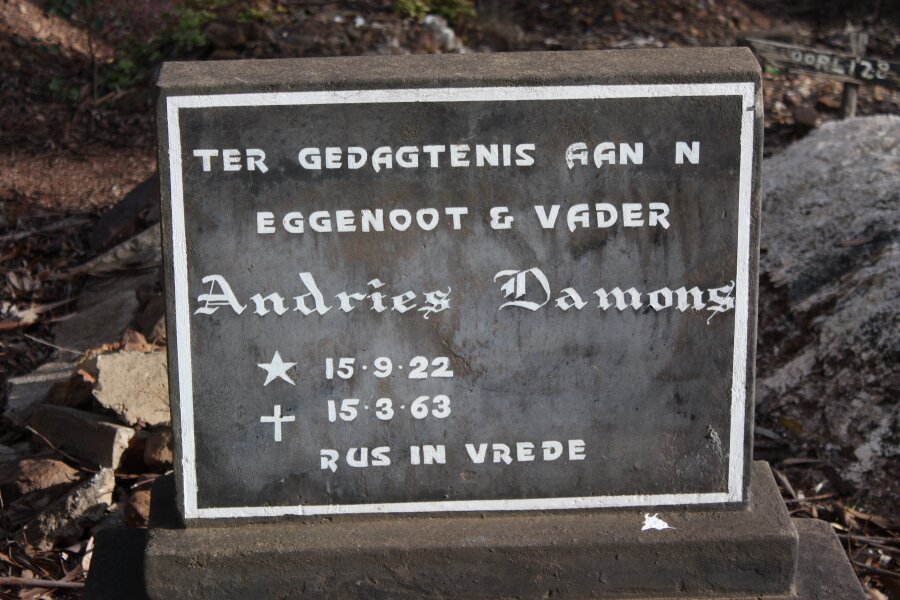 TER GEDAGTENIS AAN N
EGGENOOT & VADER
Andries Damons
★ 15·9·22
✝ 15·3·63
RUS IN VREDE